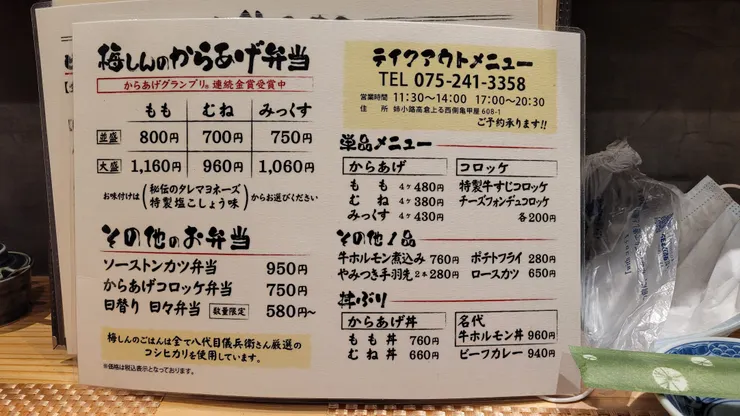 梅しんのからあげ弁当
からあげグランプリ®連続金賞受賞中
もも むね みっくす
並盛 800円 700円 750円
大盛 1,160円 960円 1,060円
お味付けは(秘伝のタレマヨネーズ 特製塩こしょう味)からお選びください
その他のお弁当
ソーストンカツ弁当 950円
からあげコロッケ弁当 750円
日替り 日々弁当 数量限定 580円~
梅しんのごはんは全て八代目儀兵衛さん厳選の
コシヒカリを使用しています。
※価格は税込表示となっております。
テイクアウトメニュー
TEL 075-241-3358
営業時間 11:30~14:00 17:00~20:30
住 所 姉小路高倉上る西側亀甲屋608-1
ご予約承ります!!
単品メニュー
からあげ
もも 4ヶ480円
むね 4ヶ380円
みっくす 4ヶ430円
コロッケ
特製牛すじコロッケ
チーズフォンデュコロッケ
各200円
その他1品
牛ホルモン煮込み 760円 ポテトフライ 280円
やみつき手羽先 2本280円 ロースカツ 650円
丼ぶり
からあげ丼
もも丼 760円
むね丼 660円
名代
牛ホルモン丼 960円
ビーフカレー 940円